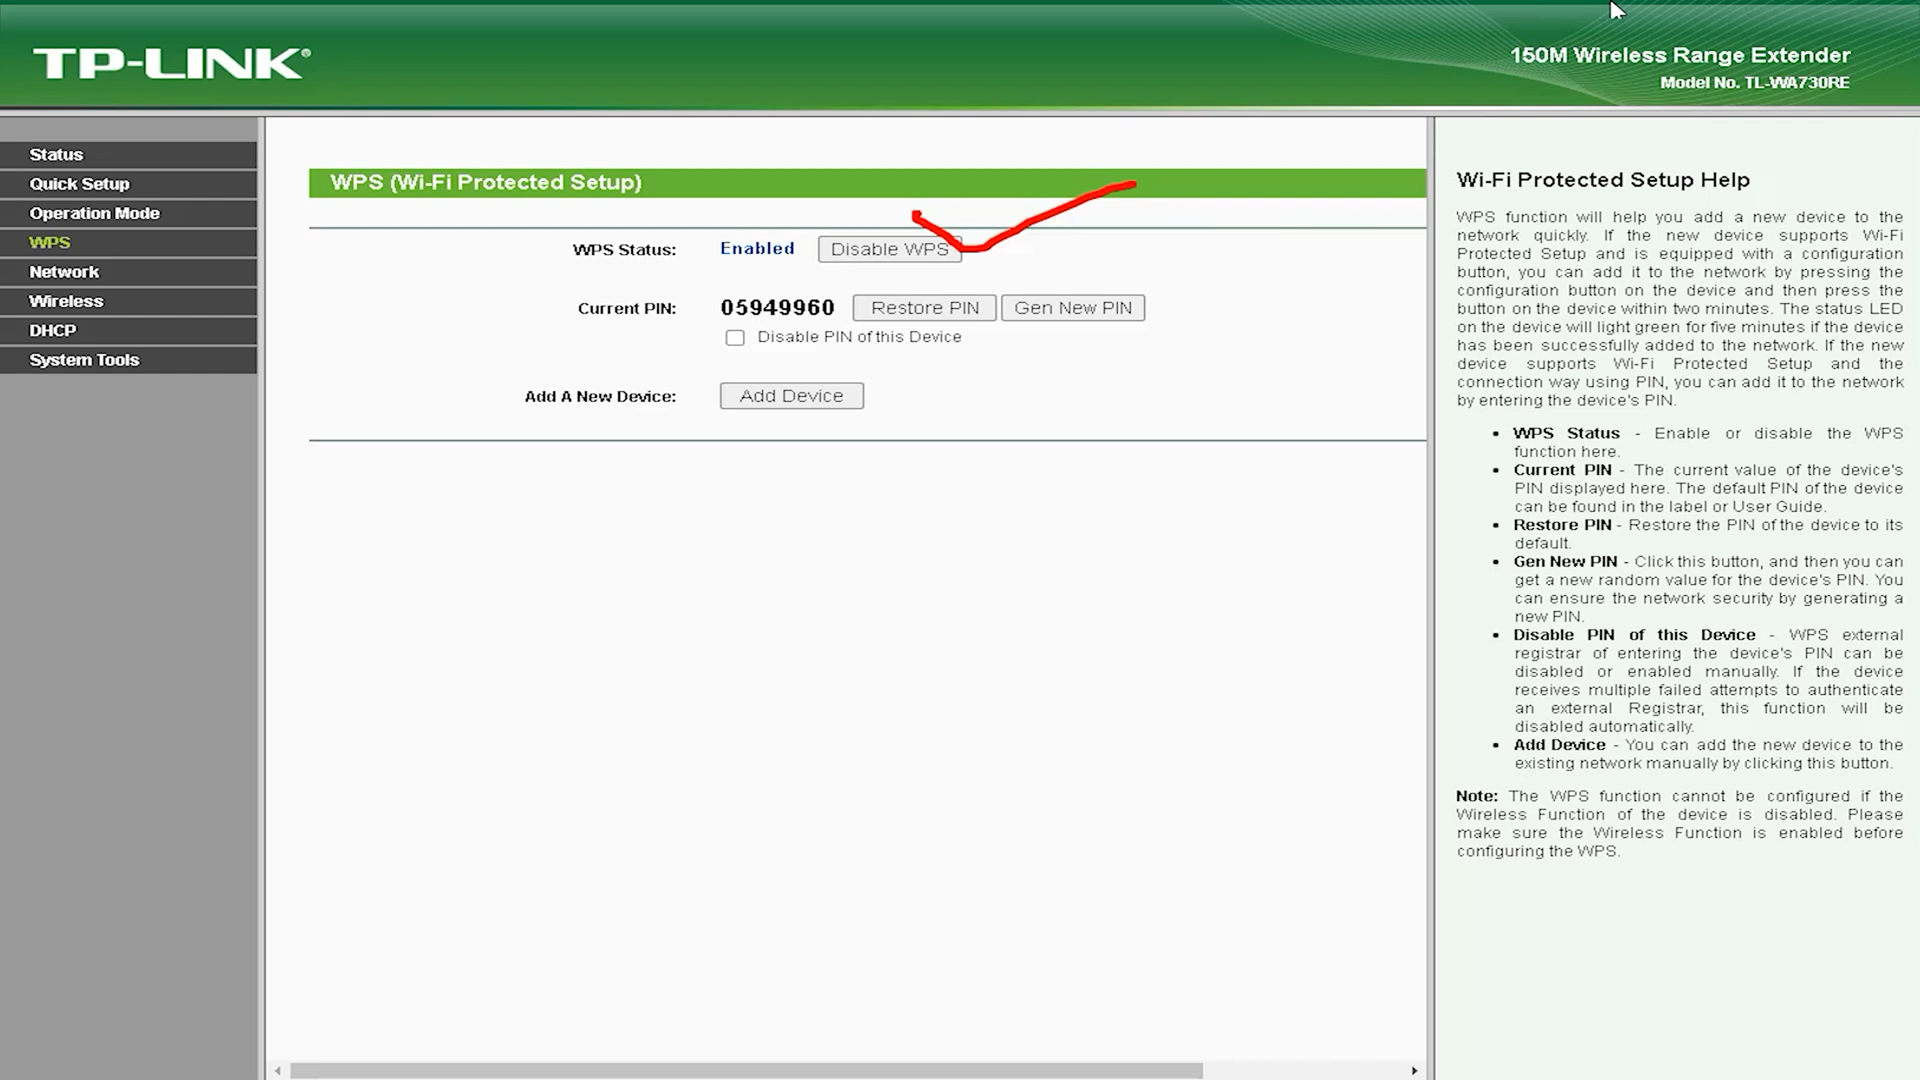 TP-LINK®
150M Wireless Range Extender
Model No. TL-WA730RE
Status
Quick Setup
Operation Mode
WPS
Network
Wireless
DHCP
System Tools
WPS (Wi-Fi Protected Setup)
WPS Status: Enabled Disable WPS
Current PIN: 05949960 Restore PIN Gen New PIN
Disable PIN of this Device
Add A New Device: Add Device
Wi-Fi Protected Setup Help
WPS function will help you add a new device to the
network quickly. If the new device supports Wi-Fi
Protected Setup and is equipped with a configuration
button, you can add it to the network by pressing the
configuration button on the device and then press the
button on the device within two minutes. The status LED
on the device will light green for five minutes if the device
has been successfully added to the network. If the new
device supports Wi-Fi Protected Setup and the
connection way using PIN, you can add it to the network
by entering the device's PIN.
• WPS Status - Enable or disable the WPS
function here.
• Current PIN - The current value of the device's
PIN displayed here. The default PIN of the device
can be found in the label or User Guide.
• Restore PIN - Restore the PIN of the device to its
default.
• Gen New PIN - Click this button, and then you can
get a new random value for the device's PIN. You
can ensure the network security by generating a
new PIN.
• Disable PIN of this Device - WPS external
registrar of entering the device's PIN can be
disabled or enabled manually. If the device
receives multiple failed attempts to authenticate
an external Registrar, this function will be
disabled automatically.
• Add Device - You can add the new device to the
existing network manually by clicking this button.
Note: The WPS function cannot be configured if the
Wireless Function of the device is disabled. Please
make sure the Wireless Function is enabled before
configuring the WPS.